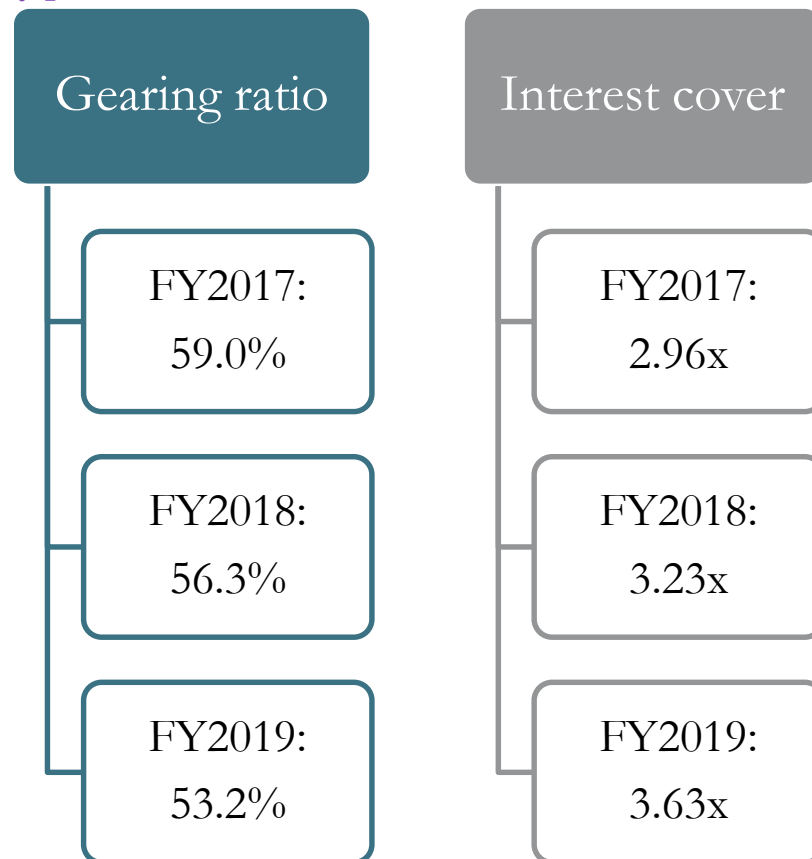 Gearing ratio
FY2017:
59.0%
FY2018:
56.3%
FY2019:
53.2%
Interest cover
FY2017:
2.96x
FY2018:
3.23x
FY2019:
3.63x